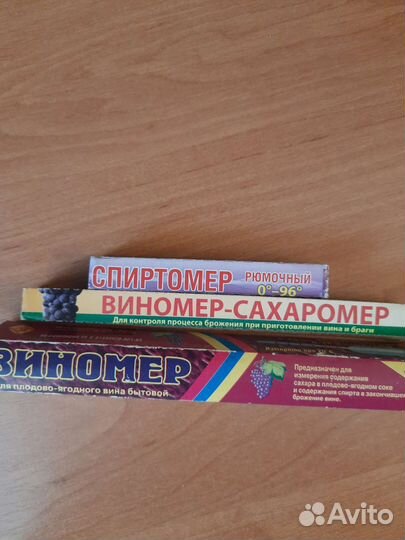 СПИРТОМЕР РЮМОЧНЫЙ
0°-96°
ВИНОМЕР-САХАРОМЕР
Для контроля процесса брожения при приготовлении вина и браги
ВИНОМЕР
для плодово-ягодного вина бытовой
Предназначен для
измерения содержания
сахара в плодово-ягодном соке
и содержания спирта в закончившем
брожение вине.
Avito